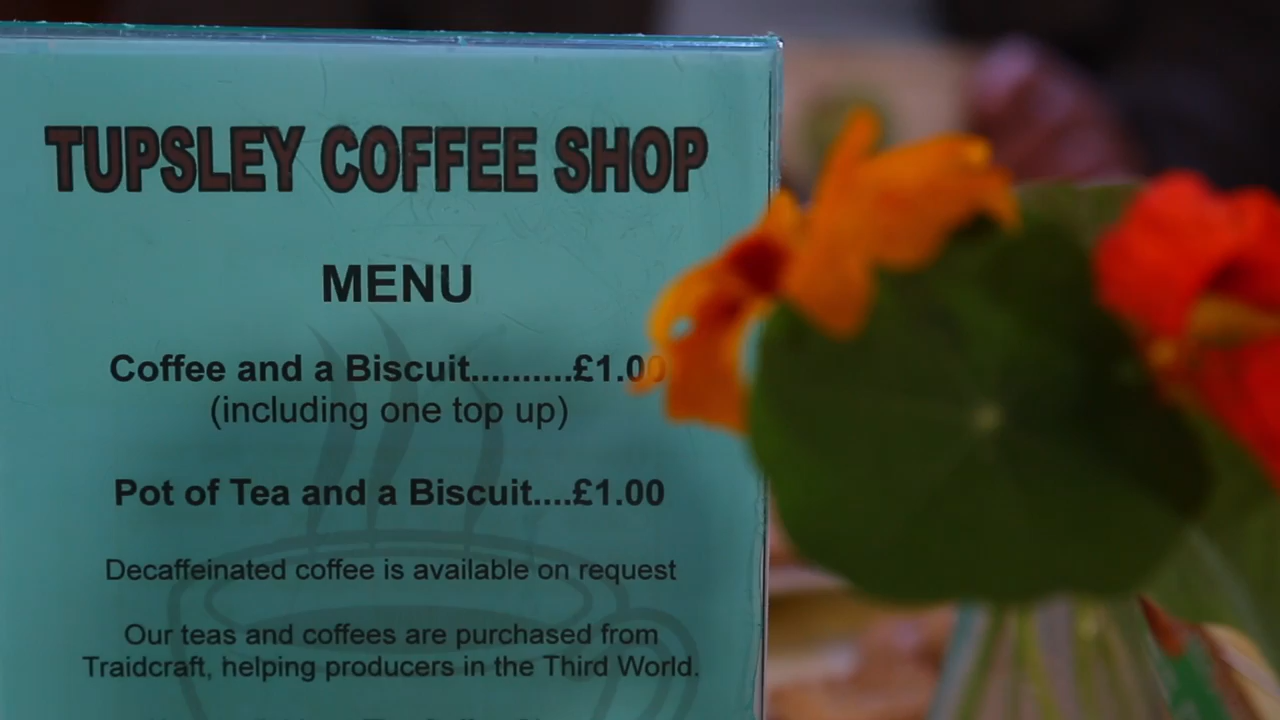 TUPSLEY COFFEE SHOP
MENU
Coffee and a Biscuit..........£1.00
(including one top up)
Pot of Tea and a Biscuit....£1.00
Decaffeinated coffee is available on request
Our teas and coffees are purchased from
Traidcraft, helping producers in the Third World.